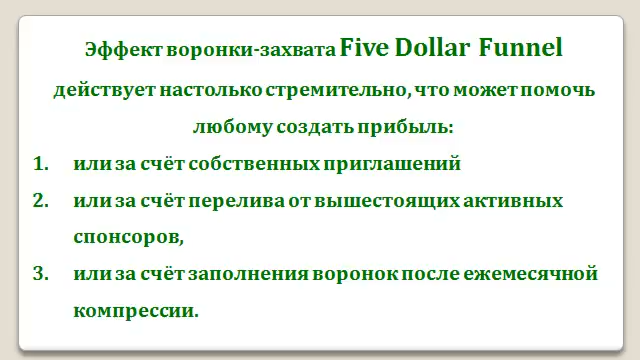 Эффект воронки-захвата Five Dollar Funnel
действует настолько стремительно, что может помочь
любому создать прибыль:
1. или за счёт собственных приглашений
2. или за счёт перелива от вышестоящих активных
спонсоров,
3. или за счёт заполнения воронок после ежемесячной
компрессии.